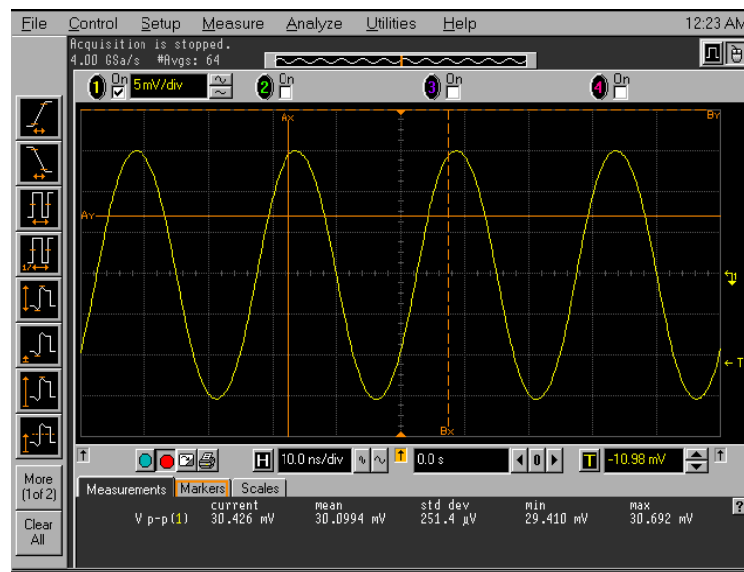 File Control Setup Measure Analyze Utilities Help 12:23 AM
Acquisition is stopped.
4.00 GSa/s #Avgs: 64
1 On 5mV/div 2 On 3 On 4 On
Ax By
Ay
1
T
Bx
H 10.0 ns/div 0.0 s 0 T -10.98 mV
More
(1of 2)
Clear
All
Measurements Markers Scales
current mean std dev min max
V p-p(1) 30.426 mV 30.0994 mV 251.4 µV 29.410 mV 30.692 mV
?